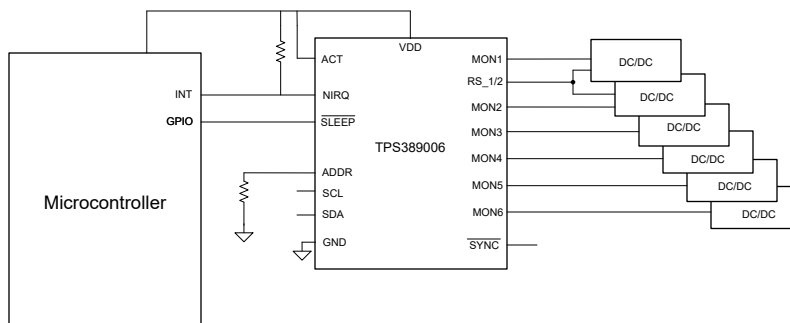 VDD
ACT
MON1
DC/DC
RS_1/2
INT
NIRQ
MON2
DC/DC
GPIO
SLEEP
MON3
DC/DC
TPS389006
MON4
DC/DC
ADDR
MON5
DC/DC
SCL
Microcontroller
SDA
MON6
DC/DC
GND
SYNC